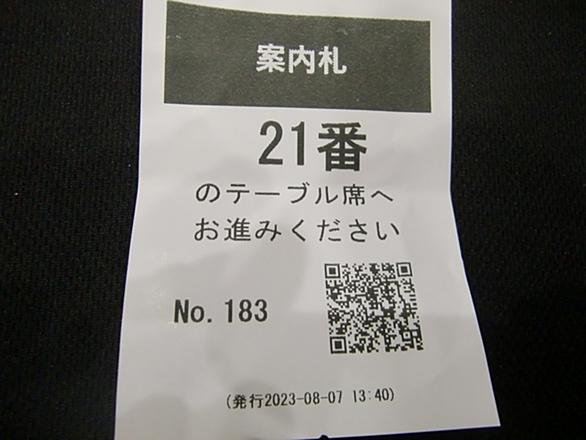 案内札
21番
のテーブル席へ
お進みください
No. 183
(発行2023-08-07 13:40)